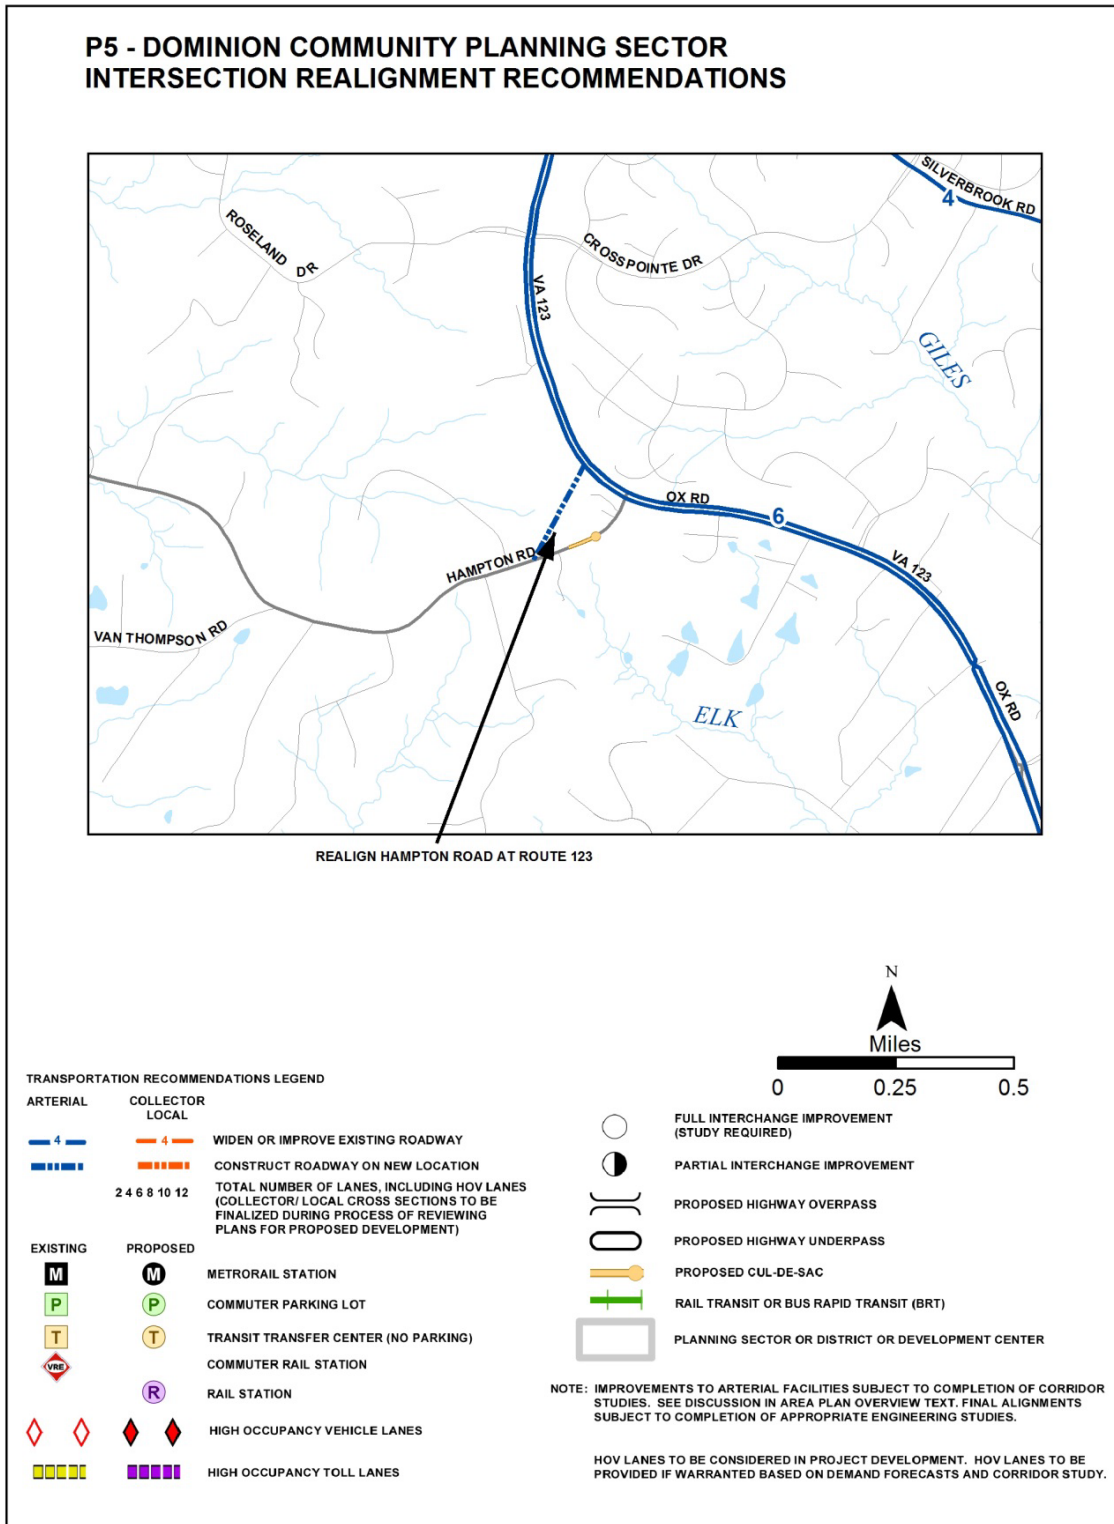 P5 - DOMINION COMMUNITY PLANNING SECTOR
INTERSECTION REALIGNMENT RECOMMENDATIONS
SILVERBROOK RD
4
ROSELAND DR
CROSSPOINTE DR
VA 123
GILES
OX RD
6
HAMPTON RD
VA 123
VAN THOMPSON RD
OX RD
ELK
REALIGN HAMPTON ROAD AT ROUTE 123
N
Miles
0 0.25 0.5
TRANSPORTATION RECOMMENDATIONS LEGEND
ARTERIAL
COLLECTOR
LOCAL
4 4 WIDEN OR IMPROVE EXISTING ROADWAY
CONSTRUCT ROADWAY ON NEW LOCATION
2 4 6 8 10 12 TOTAL NUMBER OF LANES, INCLUDING HOV LANES
(COLLECTOR/ LOCAL CROSS SECTIONS TO BE
FINALIZED DURING PROCESS OF REVIEWING
PLANS FOR PROPOSED DEVELOPMENT)
EXISTING PROPOSED
M M METRORAIL STATION
P P COMMUTER PARKING LOT
T T TRANSIT TRANSFER CENTER (NO PARKING)
VRE COMMUTER RAIL STATION
R RAIL STATION
HIGH OCCUPANCY VEHICLE LANES
HIGH OCCUPANCY TOLL LANES
FULL INTERCHANGE IMPROVEMENT
(STUDY REQUIRED)
PARTIAL INTERCHANGE IMPROVEMENT
PROPOSED HIGHWAY OVERPASS
PROPOSED HIGHWAY UNDERPASS
PROPOSED CUL-DE-SAC
RAIL TRANSIT OR BUS RAPID TRANSIT (BRT)
PLANNING SECTOR OR DISTRICT OR DEVELOPMENT CENTER
NOTE: IMPROVEMENTS TO ARTERIAL FACILITIES SUBJECT TO COMPLETION OF CORRIDOR
STUDIES. SEE DISCUSSION IN AREA PLAN OVERVIEW TEXT. FINAL ALIGNMENTS
SUBJECT TO COMPLETION OF APPROPRIATE ENGINEERING STUDIES.
HOV LANES TO BE CONSIDERED IN PROJECT DEVELOPMENT. HOV LANES TO BE
PROVIDED IF WARRANTED BASED ON DEMAND FORECASTS AND CORRIDOR STUDY.